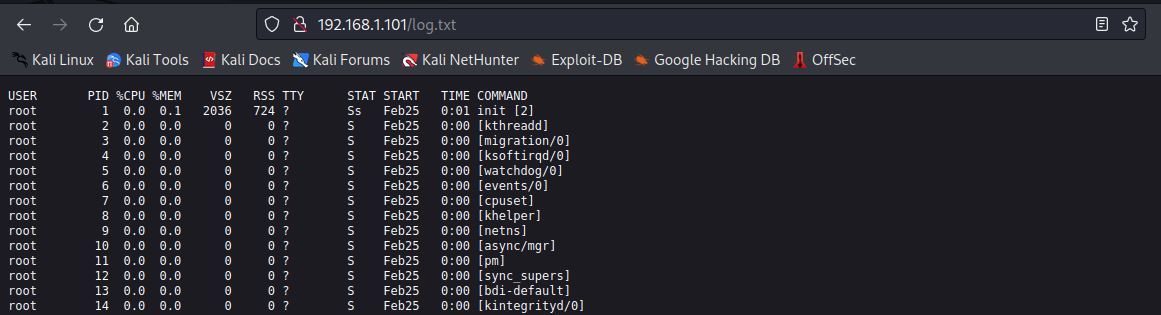 192.168.1.101/log.txt
Kali Linux Kali Tools Kali Docs Kali Forums Kali NetHunter Exploit-DB Google Hacking DB OffSec
USER PID %CPU %MEM VSZ RSS TTY STAT START TIME COMMAND
root 1 0.0 0.1 2036 724 ? Ss Feb25 0:01 init [2]
root 2 0.0 0.0 0 0 ? S Feb25 0:00 [kthreadd]
root 3 0.0 0.0 0 0 ? S Feb25 0:00 [migration/0]
root 4 0.0 0.0 0 0 ? S Feb25 0:00 [ksoftirqd/0]
root 5 0.0 0.0 0 0 ? S Feb25 0:00 [watchdog/0]
root 6 0.0 0.0 0 0 ? S Feb25 0:00 [events/0]
root 7 0.0 0.0 0 0 ? S Feb25 0:00 [cpuset]
root 8 0.0 0.0 0 0 ? S Feb25 0:00 [khelper]
root 9 0.0 0.0 0 0 ? S Feb25 0:00 [netns]
root 10 0.0 0.0 0 0 ? S Feb25 0:00 [async/mgr]
root 11 0.0 0.0 0 0 ? S Feb25 0:00 [pm]
root 12 0.0 0.0 0 0 ? S Feb25 0:00 [sync_supers]
root 13 0.0 0.0 0 0 ? S Feb25 0:00 [bdi-default]
root 14 0.0 0.0 0 0 ? S Feb25 0:00 [kintegrityd/0]